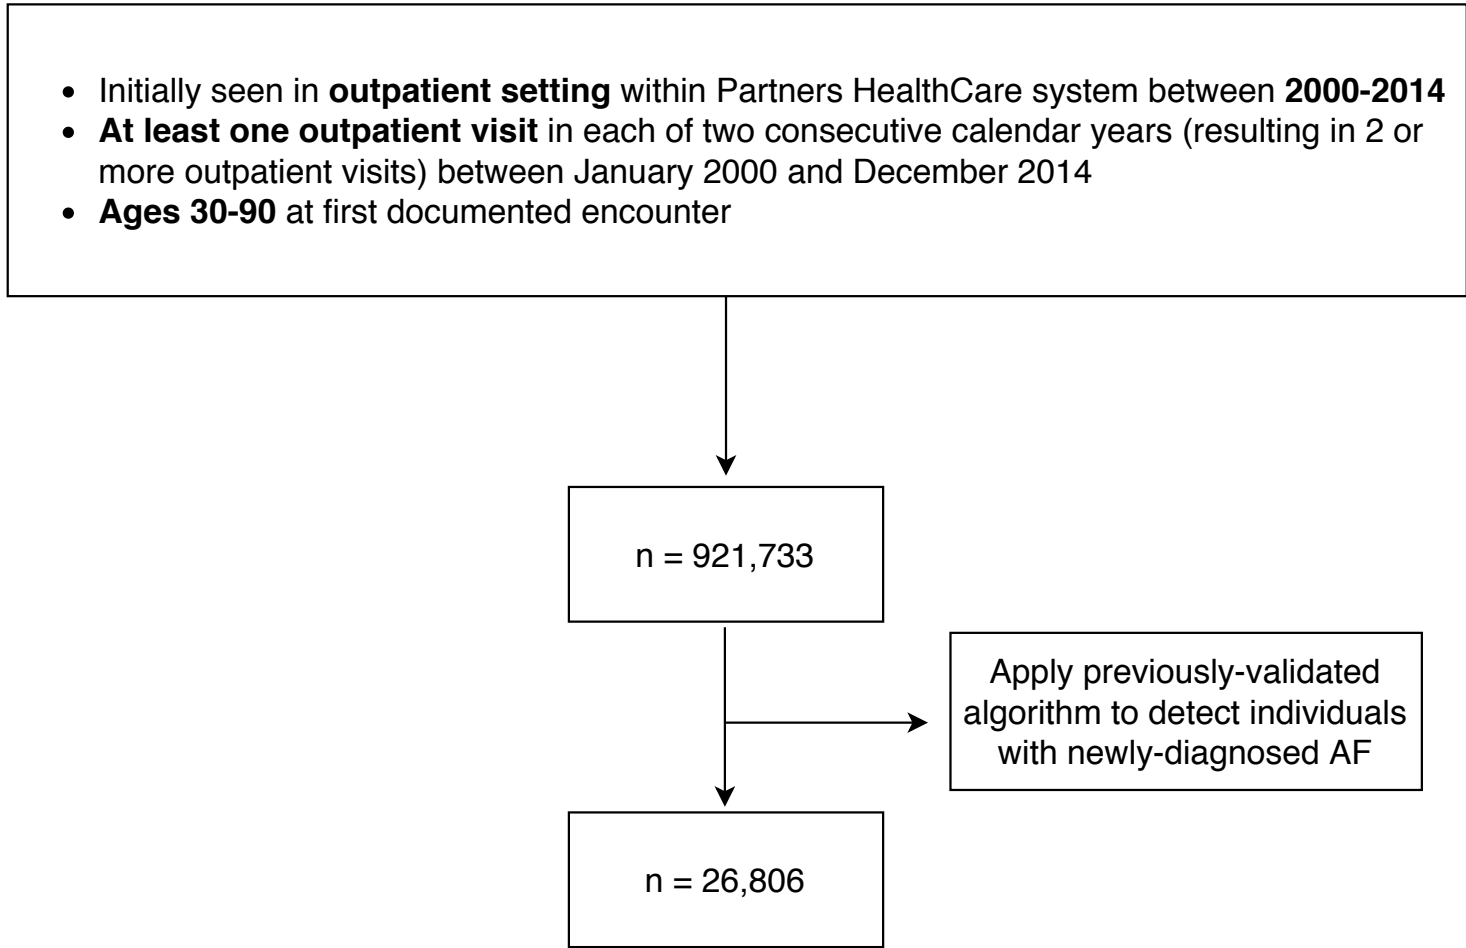 • Initially seen in outpatient setting within Partners HealthCare system between 2000-2014
• At least one outpatient visit in each of two consecutive calendar years (resulting in 2 or
more outpatient visits) between January 2000 and December 2014
• Ages 30-90 at first documented encounter
n = 921,733
Apply previously-validated
algorithm to detect individuals
with newly-diagnosed AF
n = 26,806